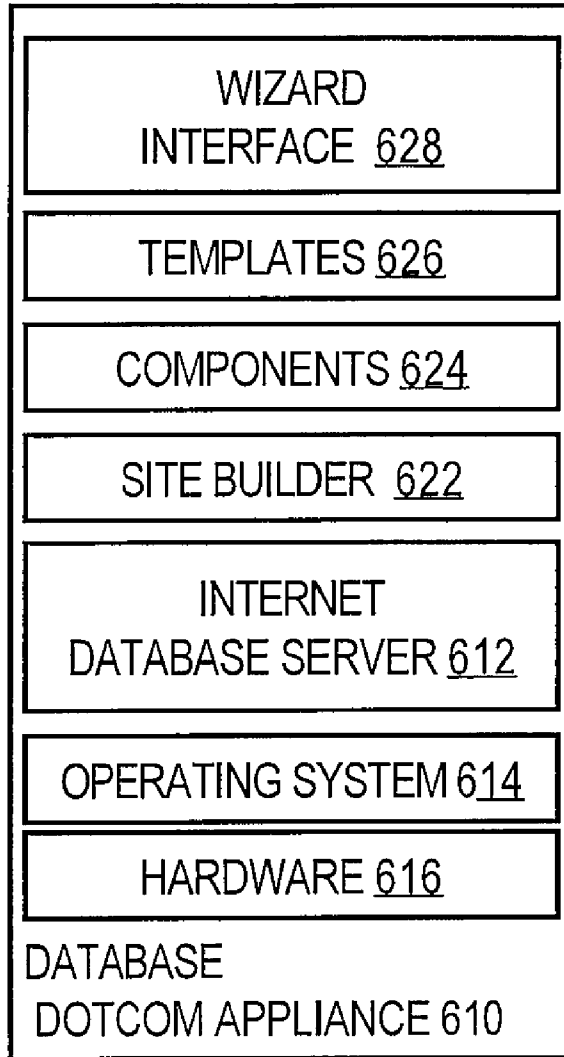 WIZARD
INTERFACE 628
TEMPLATES 626
COMPONENTS 624
SITE BUILDER 622
INTERNET
DATABASE SERVER 612
OPERATING SYSTEM 614
HARDWARE 616
DATABASE
DOTCOM APPLIANCE 610